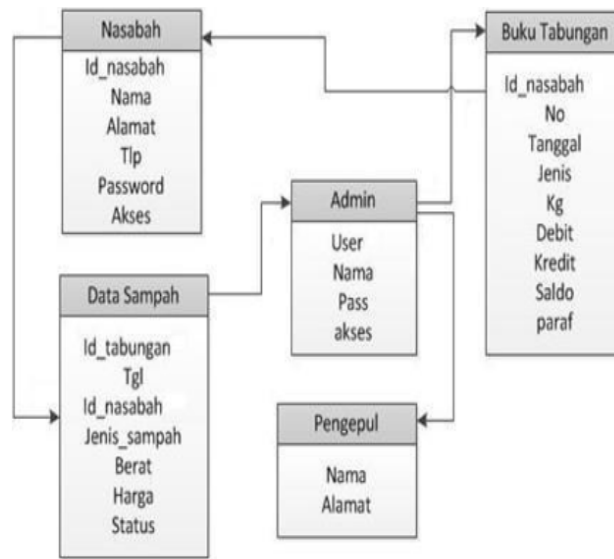 Nasabah
Id_nasabah
Nama
Alamat
Tlp
Password
Akses
Data Sampah
Id_tabungan
Tgl
Id_nasabah
Jenis_sampah
Berat
Harga
Status
Admin
User
Nama
Pass
akses
Pengepul
Nama
Alamat
Buku Tabungan
Id_nasabah
No
Tanggal
Jenis
Kg
Debit
Kredit
Saldo
paraf